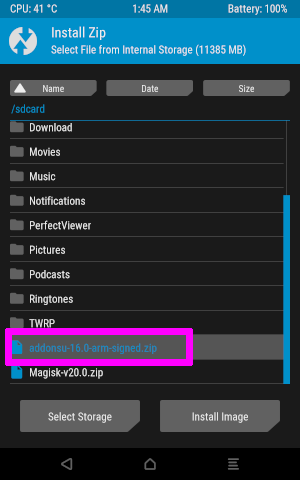 CPU: 41 °C 1:45 AM Battery: 100%
Install Zip
Select File from Internal Storage (11385 MB)
Name Date Size
/sdcard
Download
Movies
Music
Notifications
PerfectViewer
Pictures
Podcasts
Ringtones
TWRP
addonsu-16.0-arm-signed.zip
Magisk-v20.0.zip
Select Storage Install Image